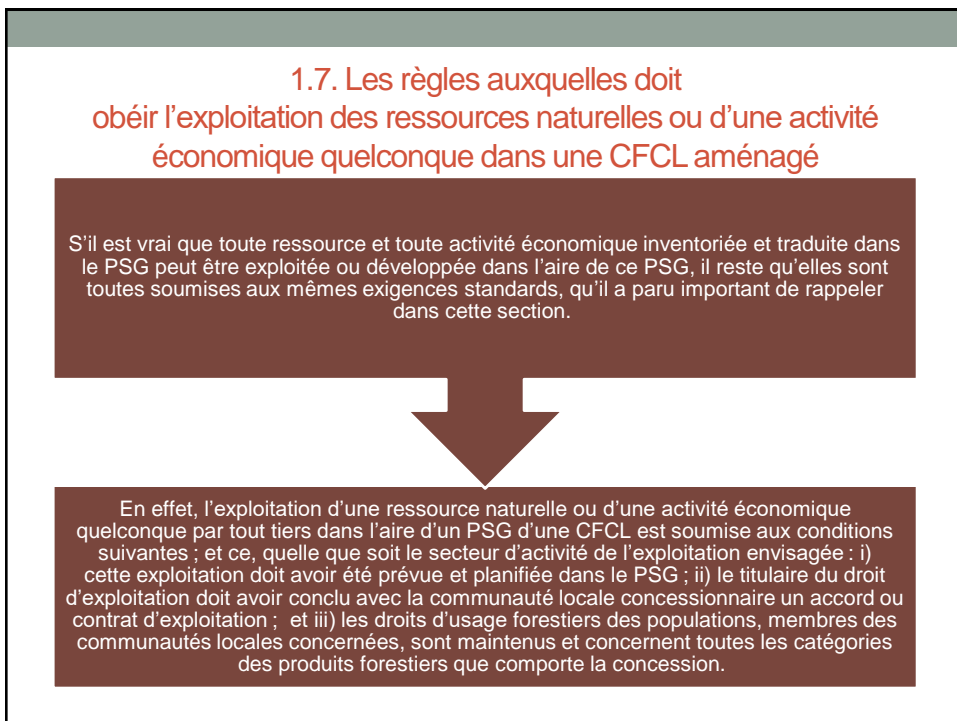 1.7. Les règles auxquelles doit
obéir l’exploitation des ressources naturelles ou d’une activité
économique quelconque dans une CFCL aménagé
S’il est vrai que toute ressource et toute activité économique inventoriée et traduite dans
le PSG peut être exploitée ou développée dans l’aire de ce PSG, il reste qu’elles sont
toutes soumises aux mêmes exigences standards, qu’il a paru important de rappeler
dans cette section.
En effet, l’exploitation d’une ressource naturelle ou d’une activité économique
quelconque par tout tiers dans l’aire d’un PSG d’une CFCL est soumise aux conditions
suivantes ; et ce, quelle que soit le secteur d’activité de l’exploitation envisagée : i)
cette exploitation doit avoir été prévue et planifiée dans le PSG ; ii) le titulaire du droit
d’exploitation doit avoir conclu avec la communauté locale concessionnaire un accord ou
contrat d’exploitation ; et iii) les droits d’usage forestiers des populations, membres des
communautés locales concernées, sont maintenus et concernent toutes les catégories
des produits forestiers que comporte la concession.